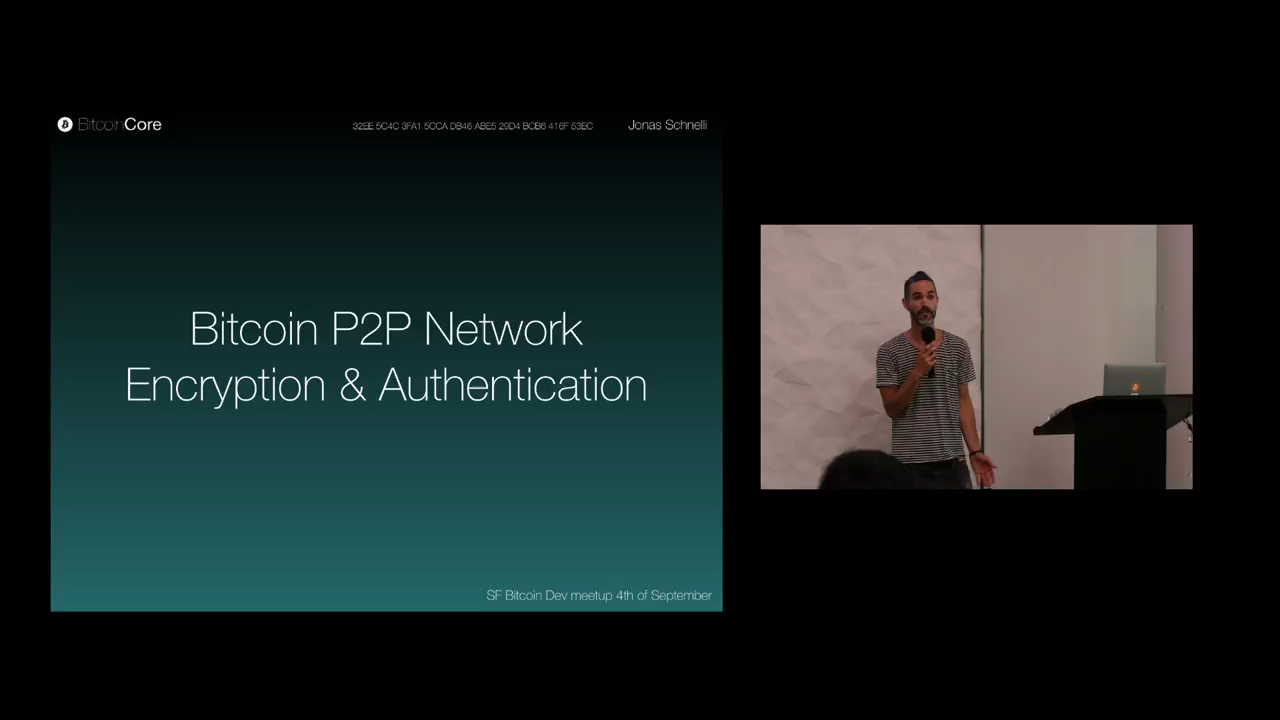 BitcoinCore
32EE 5C4C 3FA1 5CCA DB46 ABE5 29D4 BCB6 416F 53EC
Jonas Schnelli
Bitcoin P2P Network
Encryption & Authentication
SF Bitcoin Dev meetup 4th of September